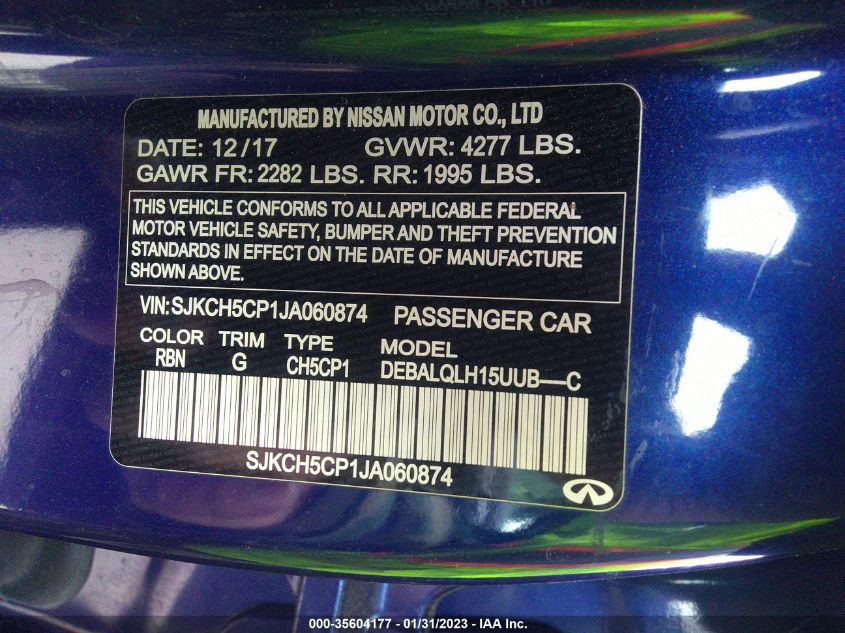 MANUFACTURED BY NISSAN MOTOR CO., LTD
DATE: 12/17 GVWR: 4277 LBS.
GAWR FR: 2282 LBS. RR: 1995 LBS.
THIS VEHICLE CONFORMS TO ALL APPLICABLE FEDERAL
MOTOR VEHICLE SAFETY, BUMPER AND THEFT PREVENTION
STANDARDS IN EFFECT ON THE DATE OF MANUFACTURE
SHOWN ABOVE.
VIN:SJKCH5CP1JA060874 PASSENGER CAR
COLOR TRIM TYPE MODEL
RBN G CH5CP1 DEBALQLH15UUB—C
SJKCH5CP1JA060874
000-35604177 - 01/31/2023 - IAA Inc.